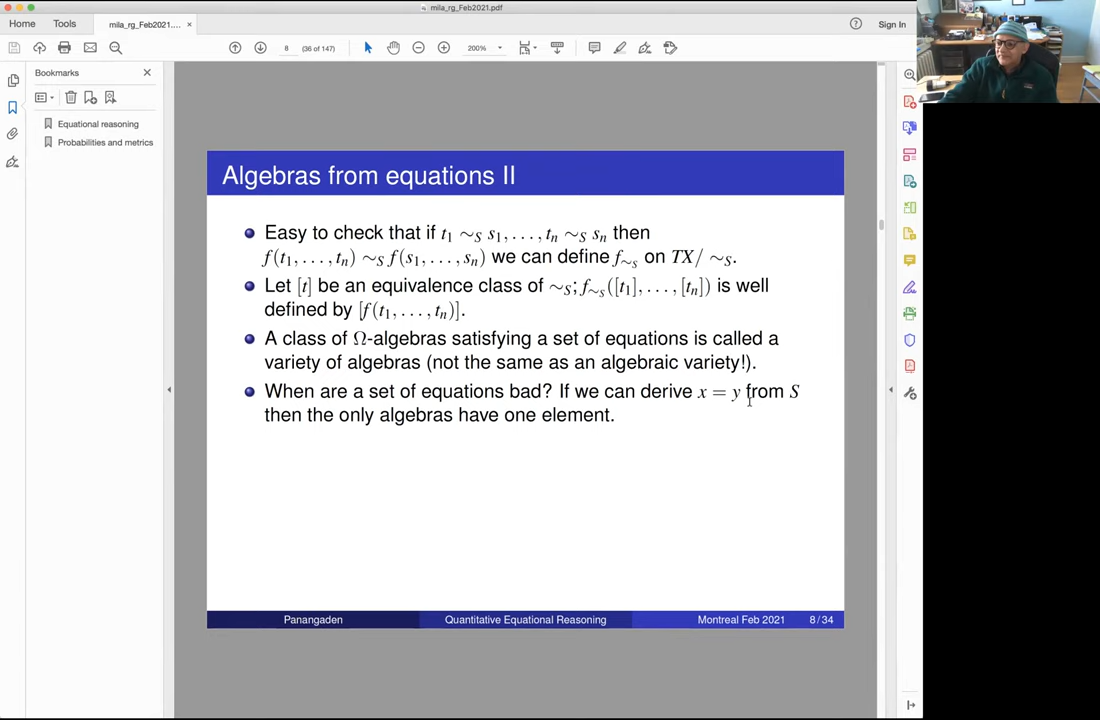 mila_rg_Feb2021.pdf
Home
Tools
mila_rg_Feb2021.... ×
Sign In
8
(36 of 147)
200%
Bookmarks
Equational reasoning
Probabilities and metrics
Algebras from equations II
Easy to check that if t₁ ∼S s₁, . . . , tₙ ∼S sₙ then
f(t₁, . . . , tₙ) ∼S f(s₁, . . . , sₙ) we can define f∼S on TX/ ∼S.
Let [t] be an equivalence class of ∼S; f∼S([t₁], . . . , [tₙ]) is well
defined by [f(t₁, . . . , tₙ)].
A class of Ω-algebras satisfying a set of equations is called a
variety of algebras (not the same as an algebraic variety!).
When are a set of equations bad? If we can derive x = y from S
then the only algebras have one element.
Panangaden
Quantitative Equational Reasoning
Montreal Feb 2021
8/34